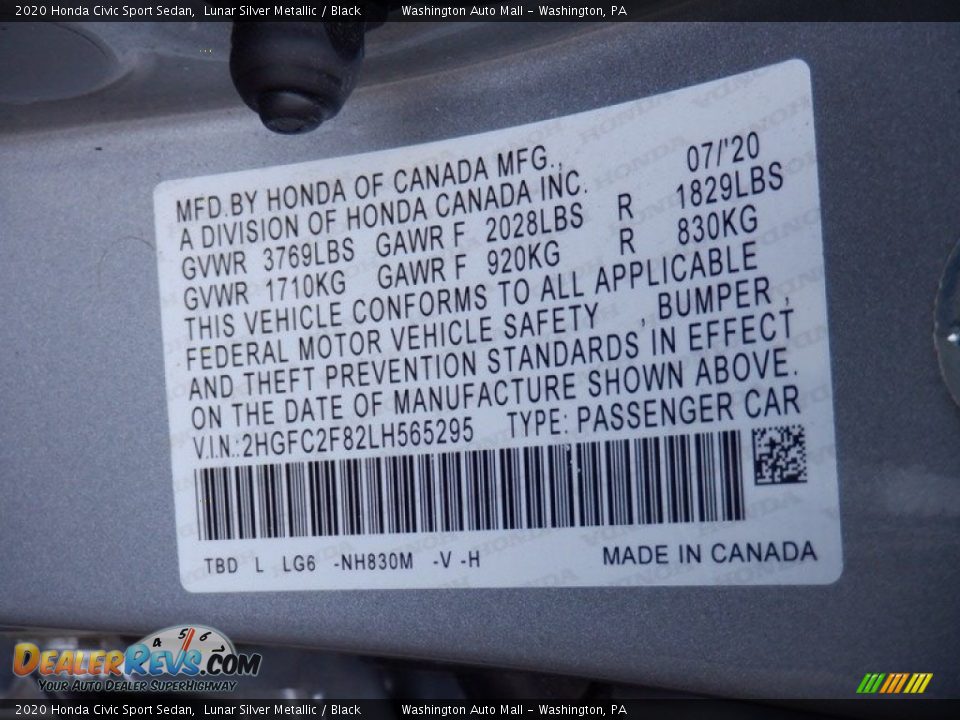 2020 Honda Civic Sport Sedan,  Lunar Silver Metallic / Black     Washington Auto Mall - Washington, PA
MFD.BY HONDA OF CANADA MFG., 07/'20
A DIVISION OF HONDA CANADA INC.
GVWR 3769LBS GAWR F 2028LBS R 1829LBS
GVWR 1710KG GAWR F 920KG R 830KG
THIS VEHICLE CONFORMS TO ALL APPLICABLE
FEDERAL MOTOR VEHICLE SAFETY , BUMPER ,
AND THEFT PREVENTION STANDARDS IN EFFECT
ON THE DATE OF MANUFACTURE SHOWN ABOVE.
V.I.N.:2HGFC2F82LH565295 TYPE: PASSENGER CAR
TBD L LG6 -NH830M -V -H MADE IN CANADA
4 5 6
DEALERREVS.COM
YOUR AUTO DEALER SUPERHIGHWAY
2020 Honda Civic Sport Sedan,  Lunar Silver Metallic / Black     Washington Auto Mall - Washington, PA